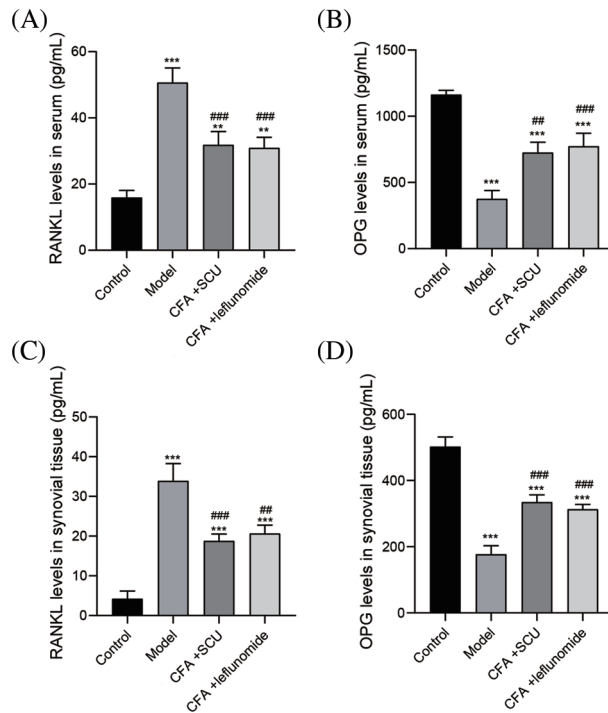 (A)
RANKL levels in serum (pg/mL)
60
40
20
0
***
###
**
###
**
Control
Model
CFA +SCU
CFA +leflunomide
(B)
OPG levels in serum (pg/mL)
1500
1000
500
0
***
##
***
###
***
Control
Model
CFA +SCU
CFA +leflunomide
(C)
RANKL levels in synovial tissue (pg/mL)
50
40
30
20
10
0
***
###
***
##
***
Control
Model
CFA +SCU
CFA +leflunomide
(D)
OPG levels in synovial tissue (pg/mL)
600
400
200
0
***
###
***
###
***
Control
Model
CFA +SCU
CFA +leflunomide